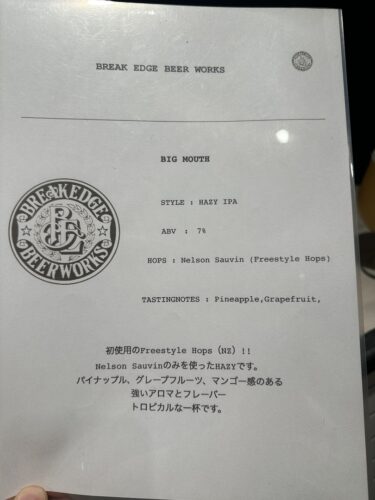 BREAK EDGE BEER WORKS
BIG MOUTH
STYLE : HAZY IPA
ABV : 7%
HOPS : Nelson Sauvin (Freestyle Hops)
TASTINGNOTES : Pineapple,Grapefruit,
BREAK EDGE
BE
BEERWORKS
初使用のFreestyle Hops（NZ）!!
Nelson Sauvinのみを使ったHAZYです。
パイナップル、グレープフルーツ、マンゴー感のある
強いアロマとフレーバー
トロピカルな一杯です。